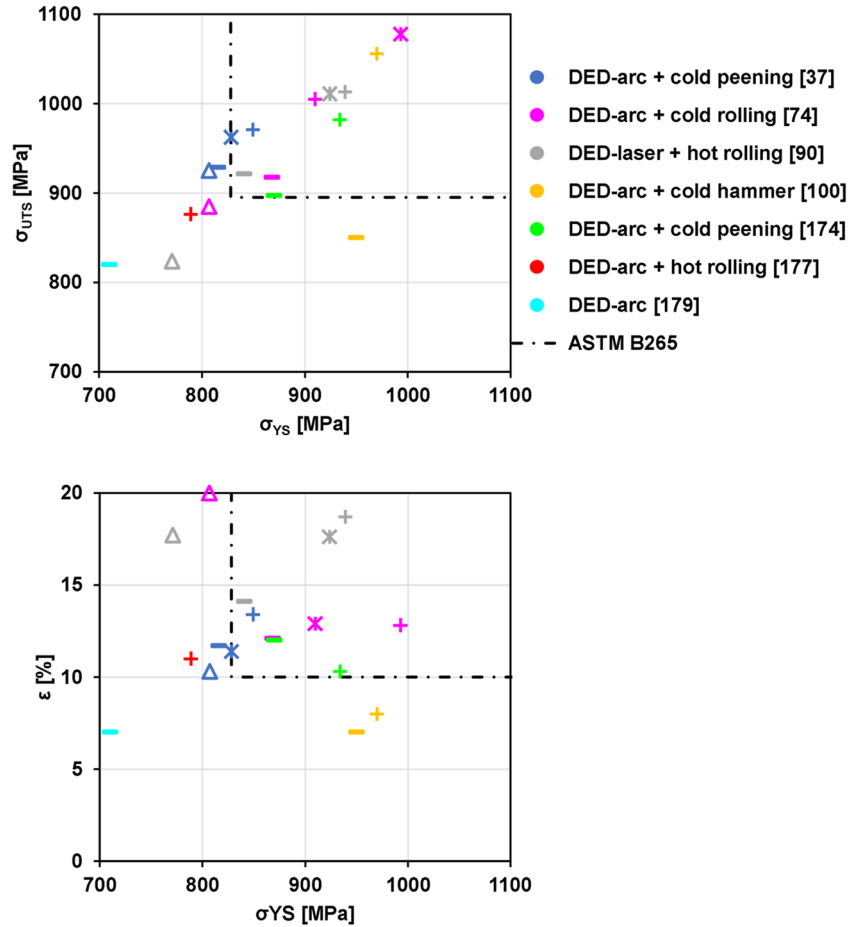 1100
1000
900
800
700
σUTS [MPa]
700 800 900 1000 1100
σYS [MPa]
DED-arc + cold peening [37]
DED-arc + cold rolling [74]
DED-laser + hot rolling [90]
DED-arc + cold hammer [100]
DED-arc + cold peening [174]
DED-arc + hot rolling [177]
DED-arc [179]
ASTM B265
20
15
10
5
0
ε [%]
700 800 900 1000 1100
σYS [MPa]